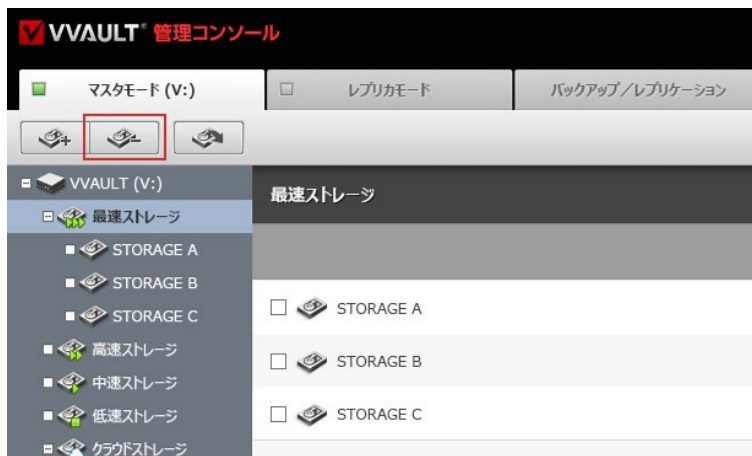 VVAULT® 管理コンソール
マスタモード (V:)
レプリカモード
バックアップ/レプリケーション
VVAULT (V:)
最速ストレージ
STORAGE A
STORAGE B
STORAGE C
高速ストレージ
中速ストレージ
低速ストレージ
クラウドストレージ
最速ストレージ
STORAGE A
STORAGE B
STORAGE C